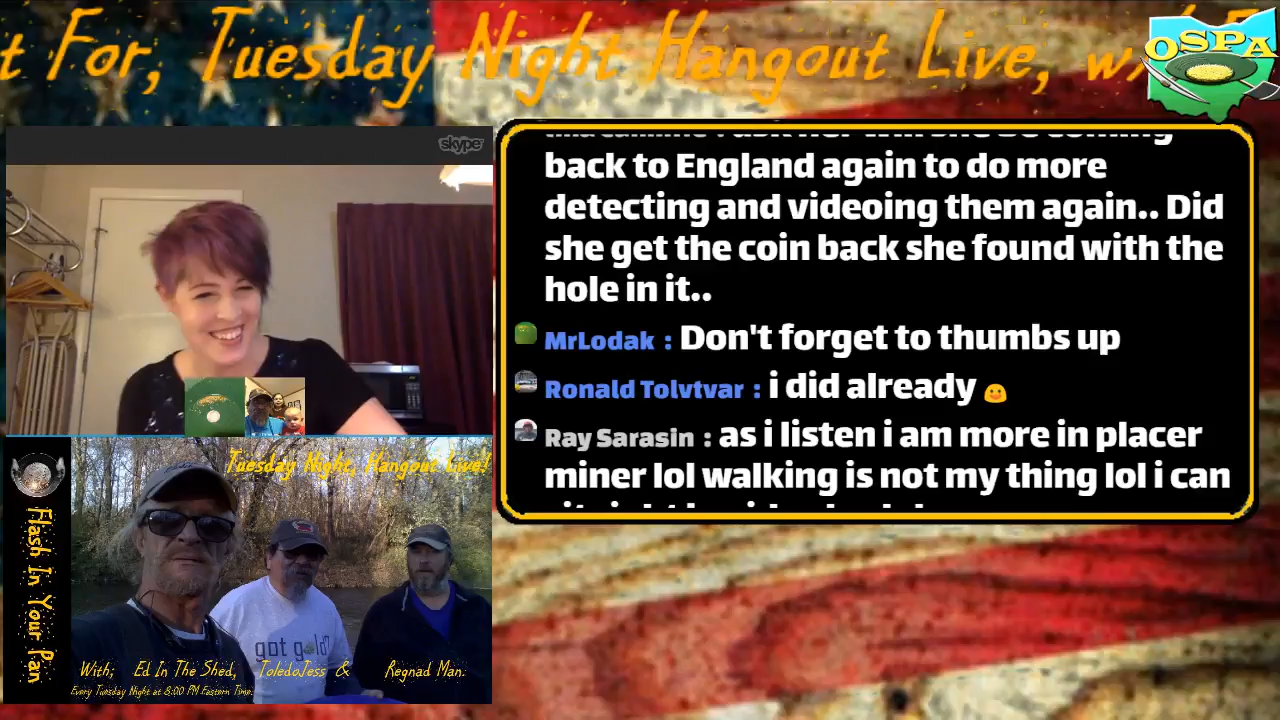 t For, Tuesday Night Hangout Live, w/
OSPA
skype
back to England again to do more
detecting and videoing them again.. Did
she get the coin back she found with the
hole in it..
MrLodak : Don't forget to thumbs up
Ronald Tolvtvar : i did already
Ray Sarasin : as i listen i am more in placer
miner lol walking is not my thing lol i can
Tuesday Night, Hangout Live!
Flash In Your Pan
got gold?
With; Ed In The Shed, ToledoJess & Regnad Man.
Every Tuesday Night at 8:00 PM Eastern Time.